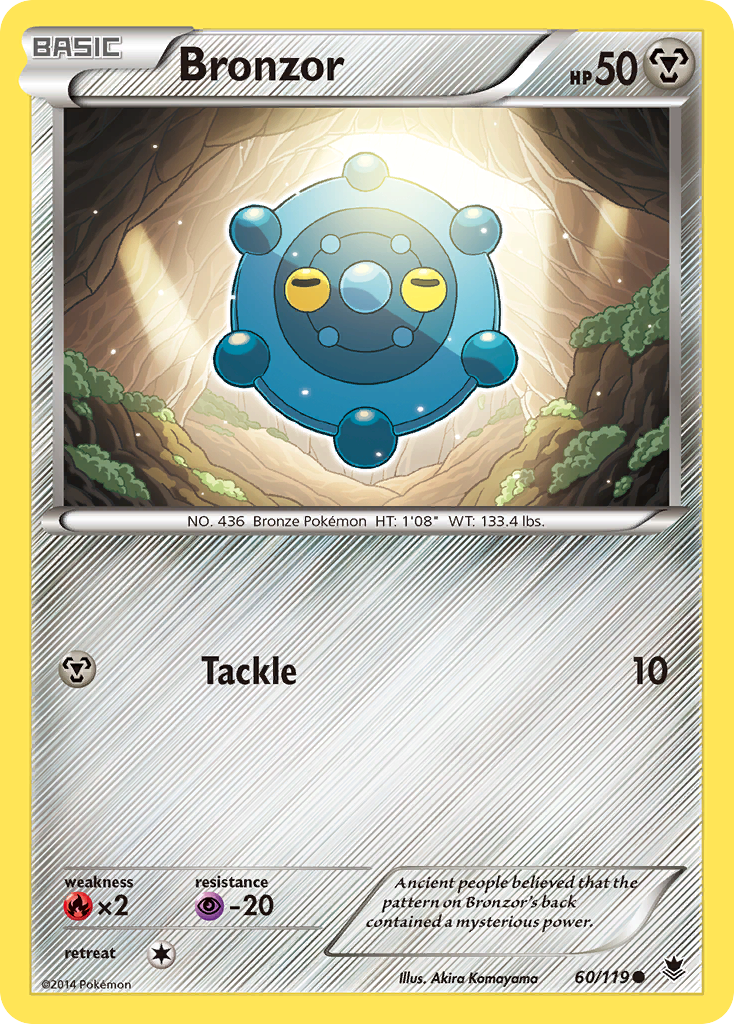 BASIC
Bronzor
HP50
NO. 436 Bronze Pokémon HT: 1'08" WT: 133.4 lbs.
Tackle 10
weakness resistance
×2 -20
retreat
Ancient people believed that the
pattern on Bronzor's back
contained a mysterious power.
©2014 Pokémon
Illus. Akira Komayama
60/119